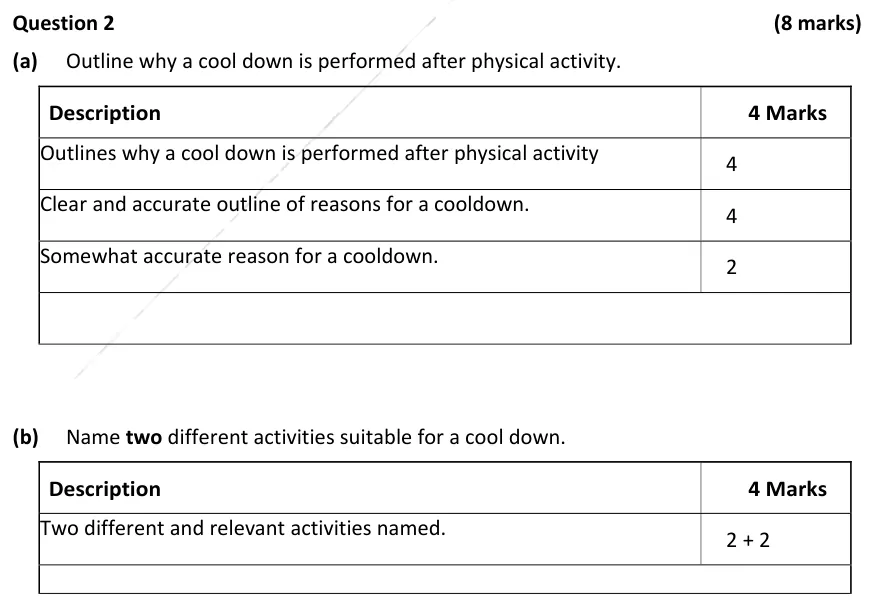 Question 2 (8 marks)
(a) Outline why a cool down is performed after physical activity.
Description 4 Marks
Outlines why a cool down is performed after physical activity 4
Clear and accurate outline of reasons for a cooldown. 4
Somewhat accurate reason for a cooldown. 2
(b) Name two different activities suitable for a cool down.
Description 4 Marks
Two different and relevant activities named. 2 + 2